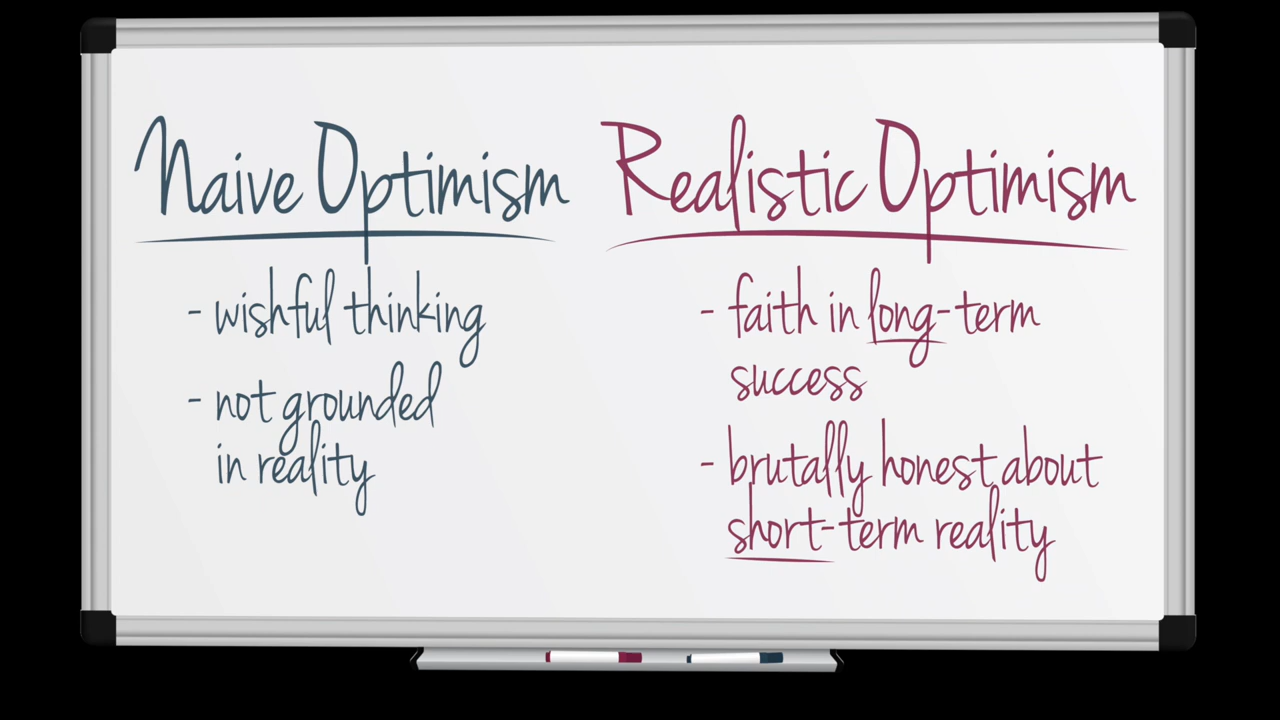 Naive Optimism
- wishful thinking
- not grounded
in reality
Realistic Optimism
- faith in long-term
success
- brutally honest about
short-term reality